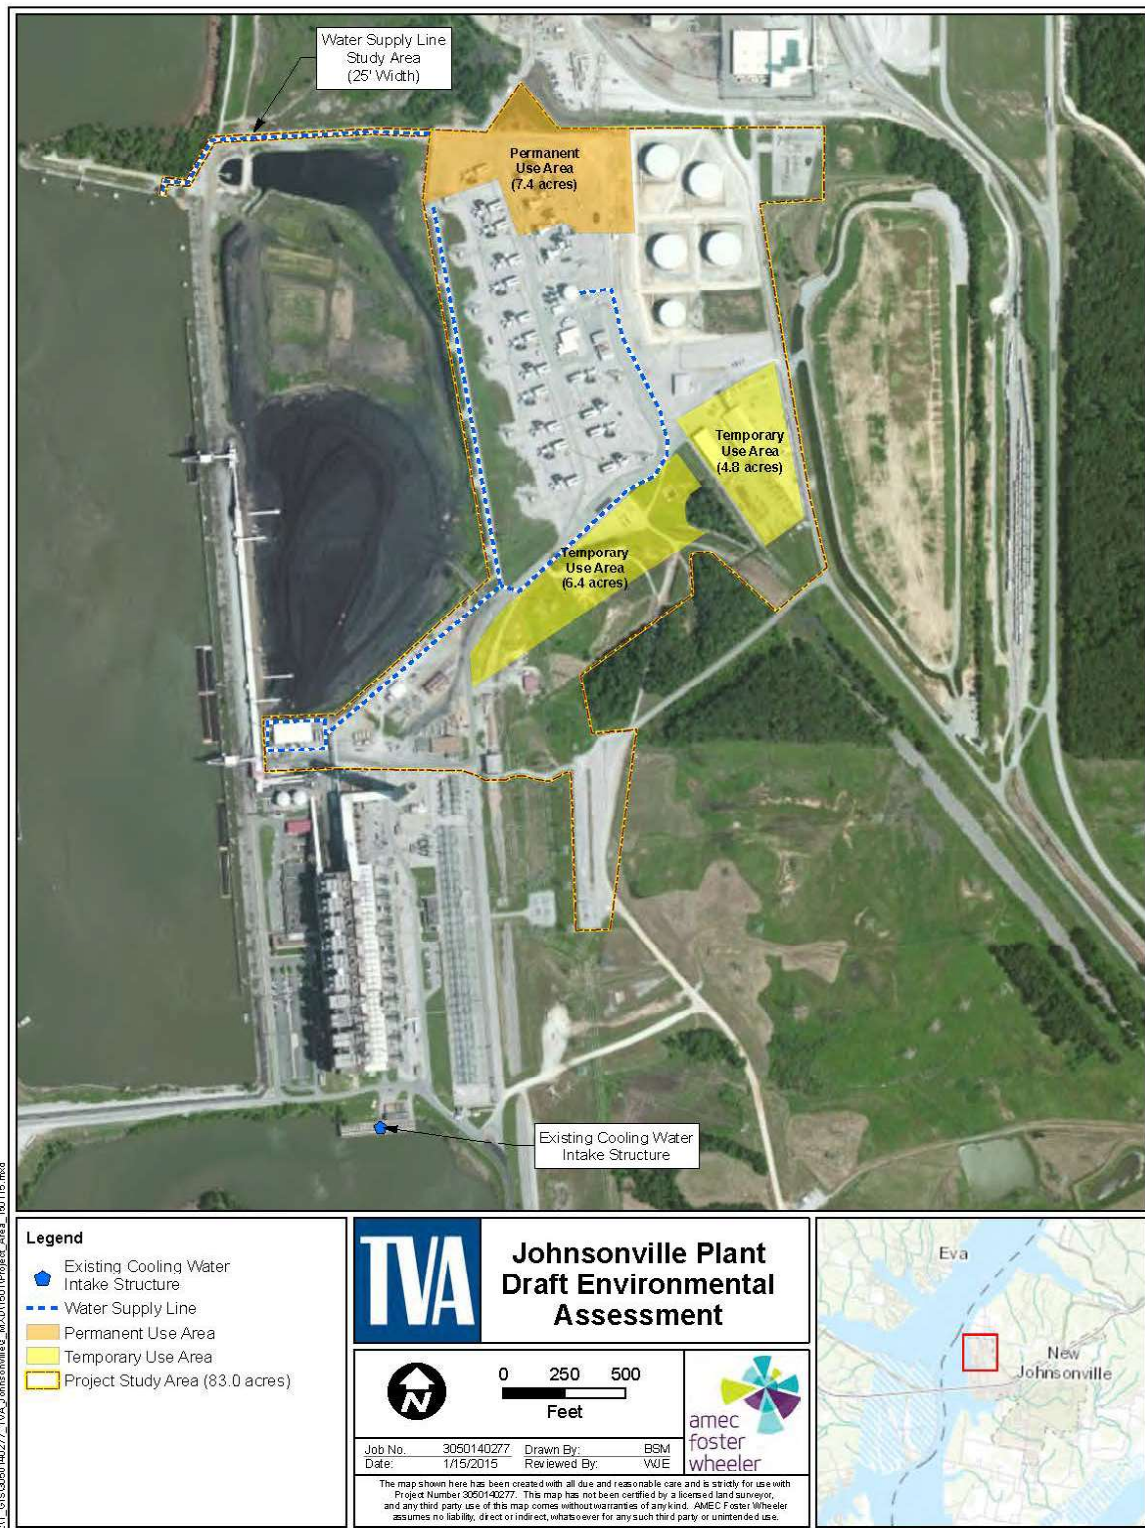 Water Supply Line
Study Area
(25' Width)
Permanent
Use Area
(7.4 acres)
Temporary
Use Area
(4.8 acres)
Temporary
Use Area
(6.4 acres)
Existing Cooling Water
Intake Structure
Legend
Existing Cooling Water
Intake Structure
Water Supply Line
Permanent Use Area
Temporary Use Area
Project Study Area (83.0 acres)
TVA
Johnsonville Plant
Draft Environmental
Assessment
N
0 250 500
Feet
amec
foster
wheeler
Job No. 3050140277 Drawn By: BSM
Date: 1/15/2015 Reviewed By: WJE
The map shown here has been created with all due and reasonable care and is strictly for use with
Project Number 3050140277. This map has not been certified by a licensed land surveyor,
and any third party use of this map comes without warranties of any kind. AMEC Foster Wheeler
assumes no liability, direct or indirect, whatsoever for any such third party or unintended use.
Eva
New
Johnsonville